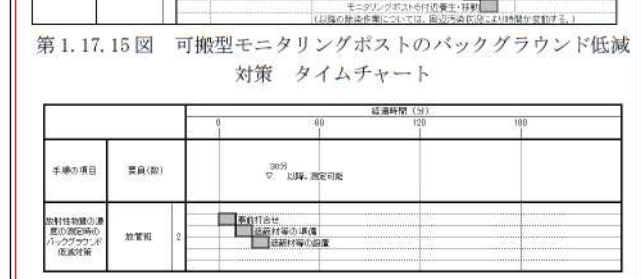 モニタリングポスト6付近養生・移動
(以降の除染作業については、周辺汚染状況により時間が変動する。)
第1.17.15図 可搬型モニタリングポストのバックグラウンド低減
対策 タイムチャート
経過時間(分)
0 60 120 180
手順の項目 要員(数)
30分
▽ 以降、測定可能
放射性物質の濃
度の測定時の
バックグラウンド
低減対策
放管班 2
事前打合せ
遮蔽材等の準備
遮蔽材等の設置